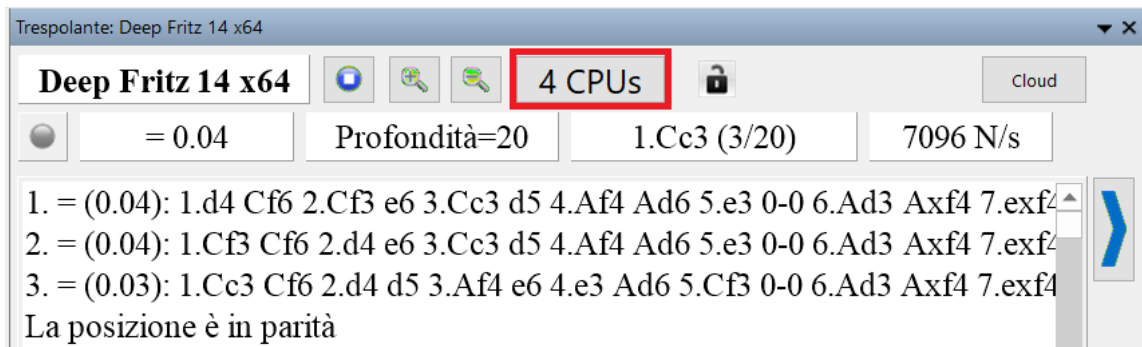 Trespolante: Deep Fritz 14 x64
Deep Fritz 14 x64 4 CPUs Cloud
= 0.04 Profondità=20 1.Cc3 (3/20) 7096 N/s
1. = (0.04): 1.d4 Cf6 2.Cf3 e6 3.Cc3 d5 4.Af4 Ad6 5.e3 0-0 6.Ad3 Axf4 7.exf4
2. = (0.04): 1.Cf3 Cf6 2.d4 e6 3.Cc3 d5 4.Af4 Ad6 5.e3 0-0 6.Ad3 Axf4 7.exf4
3. = (0.03): 1.Cc3 Cf6 2.d4 d5 3.Af4 e6 4.e3 Ad6 5.Cf3 0-0 6.Ad3 Axf4 7.exf4
La posizione è in parità